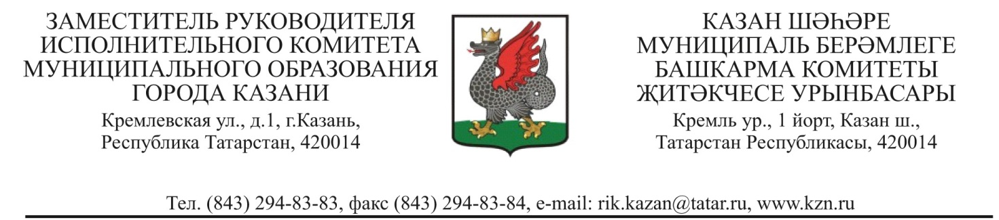 ЗАМЕСТИТЕЛЬ РУКОВОДИТЕЛЯ
ИСПОЛНИТЕЛЬНОГО КОМИТЕТА
МУНИЦИПАЛЬНОГО ОБРАЗОВАНИЯ
ГОРОДА КАЗАНИ
Кремлевская ул., д.1, г.Казань,
Республика Татарстан, 420014
КАЗАН ШӘҺӘРЕ
МУНИЦИПАЛЬ БЕРӘМЛЕГЕ
БАШКАРМА КОМИТЕТЫ
ҖИТӘКЧЕСЕ УРЫНБАСАРЫ
Кремль ур., 1 йорт, Казан ш.,
Татарстан Республикасы, 420014
Тел. (843) 294-83-83, факс (843) 294-83-84, e-mail: rik.kazan@tatar.ru, www.kzn.ru